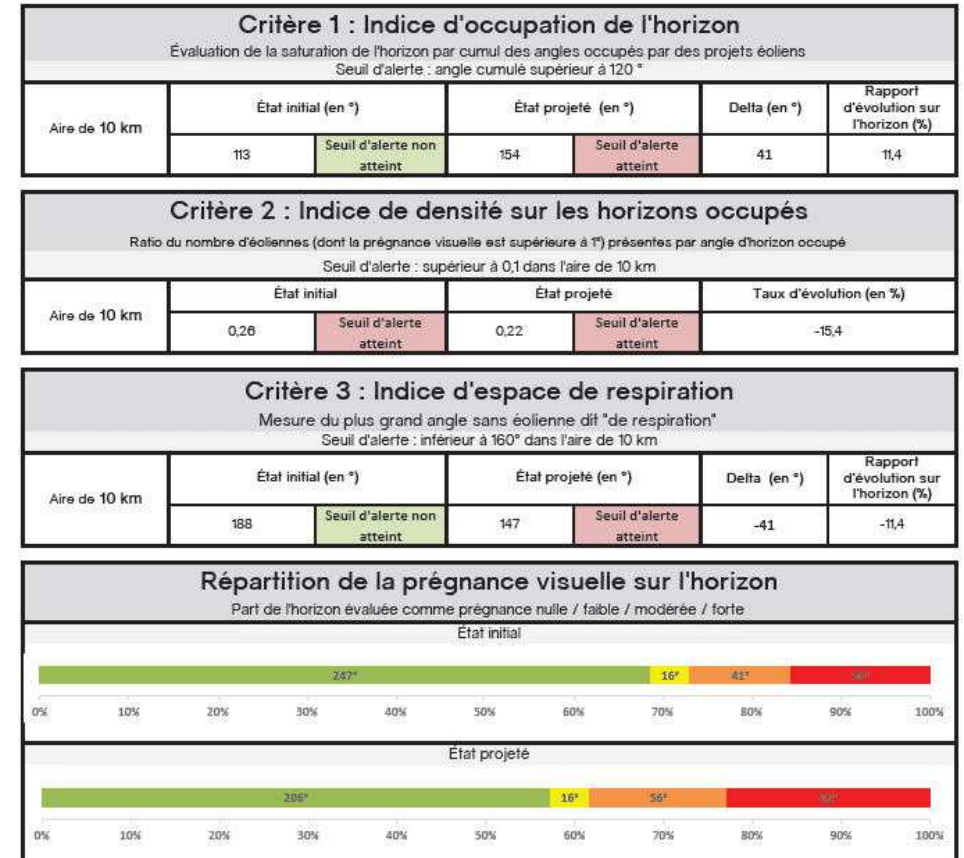 Critère 1 : Indice d'occupation de l'horizon
Évaluation de la saturation de l'horizon par cumul des angles occupés par des projets éoliens
Seuil d'alerte : angle cumulé supérieur à 120 °
Aire de 10 km
État initial (en °)
État projeté (en °)
Delta (en °)
Rapport
d'évolution sur
l'horizon (%)
113
Seuil d'alerte non
atteint
154
Seuil d'alerte
atteint
41
11,4
Critère 2 : Indice de densité sur les horizons occupés
Ratio du nombre d'éoliennes (dont la prégnance visuelle est supérieure à 1°) présentes par angle d'horizon occupé
Seuil d'alerte : supérieur à 0,1 dans l'aire de 10 km
Aire de 10 km
État initial
État projeté
Taux d'évolution (en %)
0,26
Seuil d'alerte
atteint
0,22
Seuil d'alerte
atteint
-15,4
Critère 3 : Indice d'espace de respiration
Mesure du plus grand angle sans éolienne dit "de respiration"
Seuil d'alerte : inférieur à 160° dans l'aire de 10 km
Aire de 10 km
État initial (en °)
État projeté (en °)
Delta (en °)
Rapport
d'évolution sur
l'horizon (%)
188
Seuil d'alerte non
atteint
147
Seuil d'alerte
atteint
-41
-11,4
Répartition de la prégnance visuelle sur l'horizon
Part de l'horizon évaluée comme prégnance nulle / faible / modérée / forte
État initial
247° 16° 41°
0% 10% 20% 30% 40% 50% 60% 70% 80% 90% 100%
État projeté
206° 16° 56°
0% 10% 20% 30% 40% 50% 60% 70% 80% 90% 100%